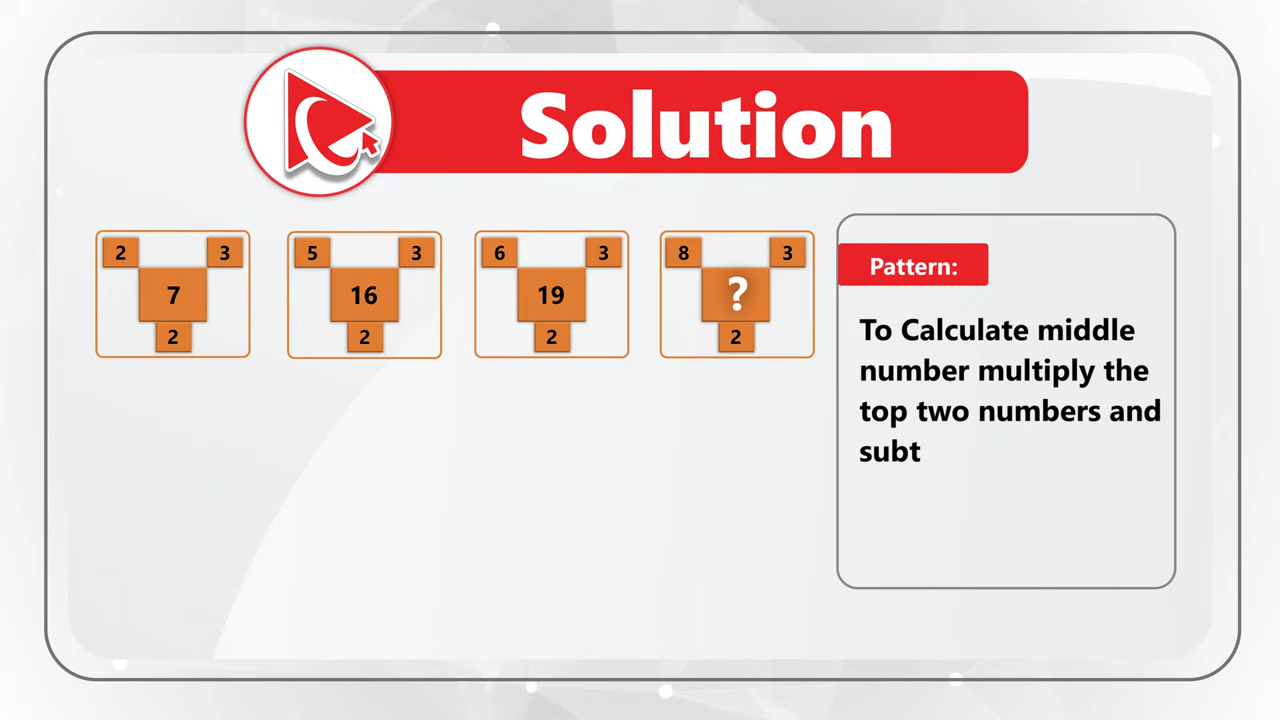 Solution
2 3 5 3 6 3 8 3
7 16 19 ?
2 2 2 2
Pattern:
To Calculate middle
number multiply the
top two numbers and
subt